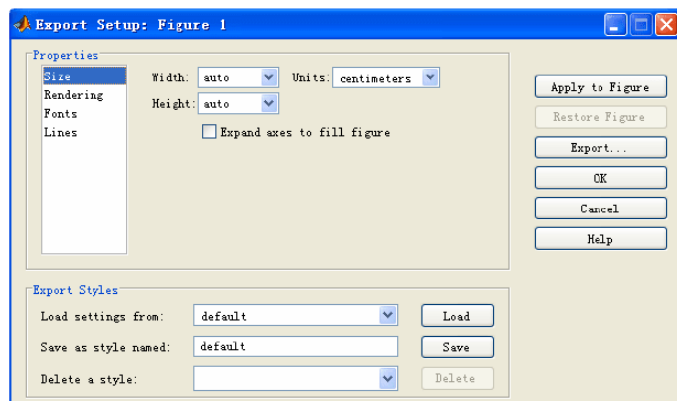 Export Setup: Figure 1
Properties
Size
Rendering
Fonts
Lines
Width: auto Units: centimeters
Height: auto
Expand axes to fill figure
Apply to Figure
Restore Figure
Export...
OK
Cancel
Help
Export Styles
Load settings from: default Load
Save as style named: default Save
Delete a style: Delete